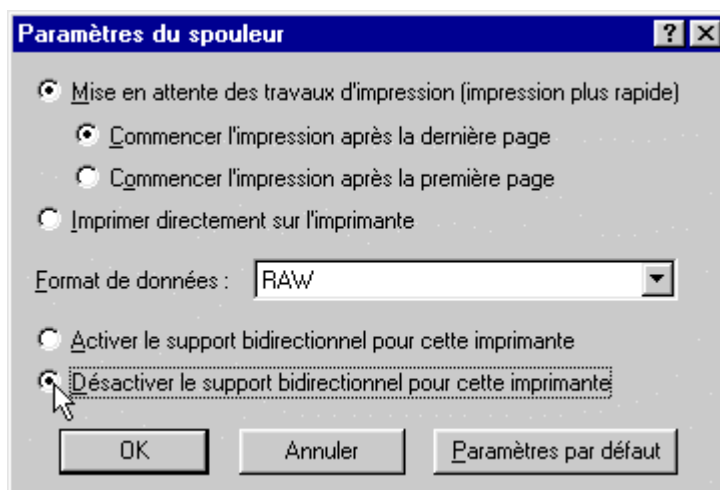 Paramètres du spouleur
Mise en attente des travaux d'impression (impression plus rapide)
Commencer l'impression après la dernière page
Commencer l'impression après la première page
Imprimer directement sur l'imprimante
Format de données : RAW
Activer le support bidirectionnel pour cette imprimante
Désactiver le support bidirectionnel pour cette imprimante
OK Annuler Paramètres par défaut